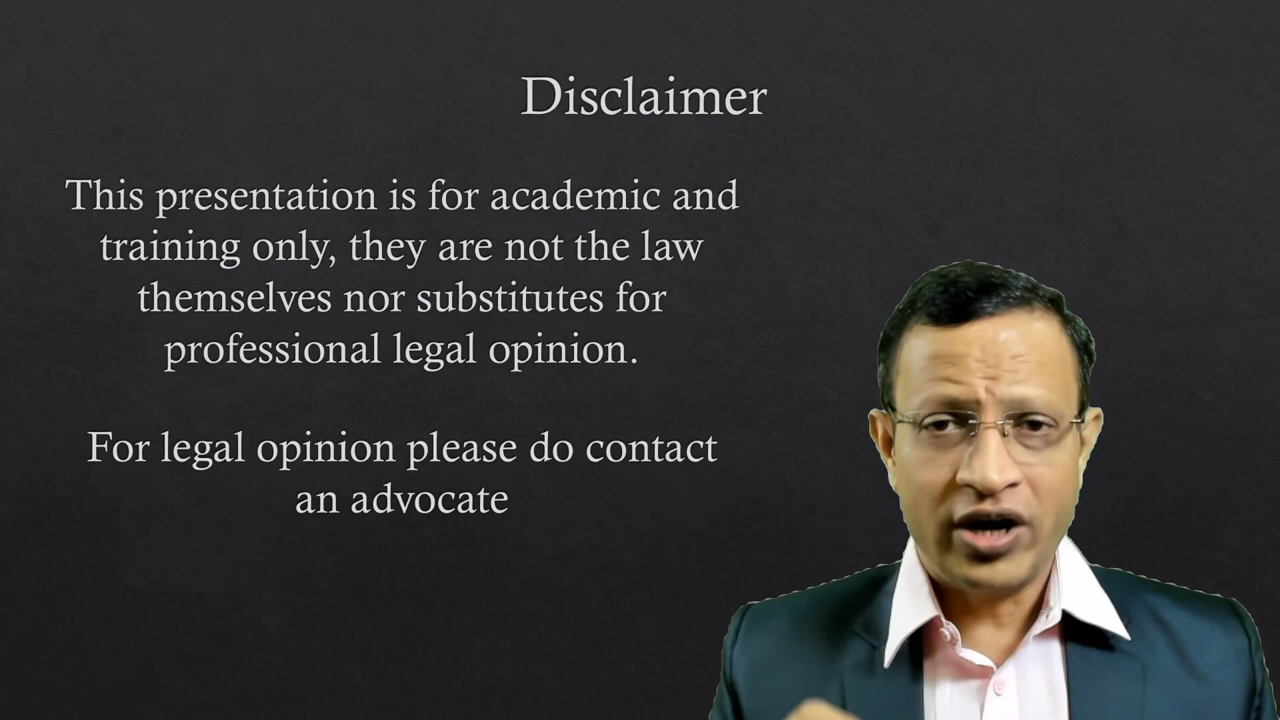 Disclaimer
This presentation is for academic and
training only, they are not the law
themselves nor substitutes for
professional legal opinion.
For legal opinion please do contact
an advocate